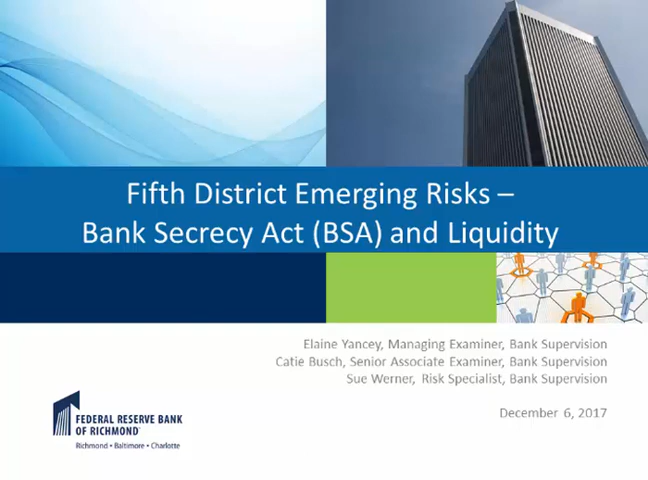 Fifth District Emerging Risks –
Bank Secrecy Act (BSA) and Liquidity
Elaine Yancey, Managing Examiner, Bank Supervision
Catie Busch, Senior Associate Examiner, Bank Supervision
Sue Werner, Risk Specialist, Bank Supervision
December 6, 2017
FEDERAL RESERVE BANK
OF RICHMOND
Richmond • Baltimore • Charlotte